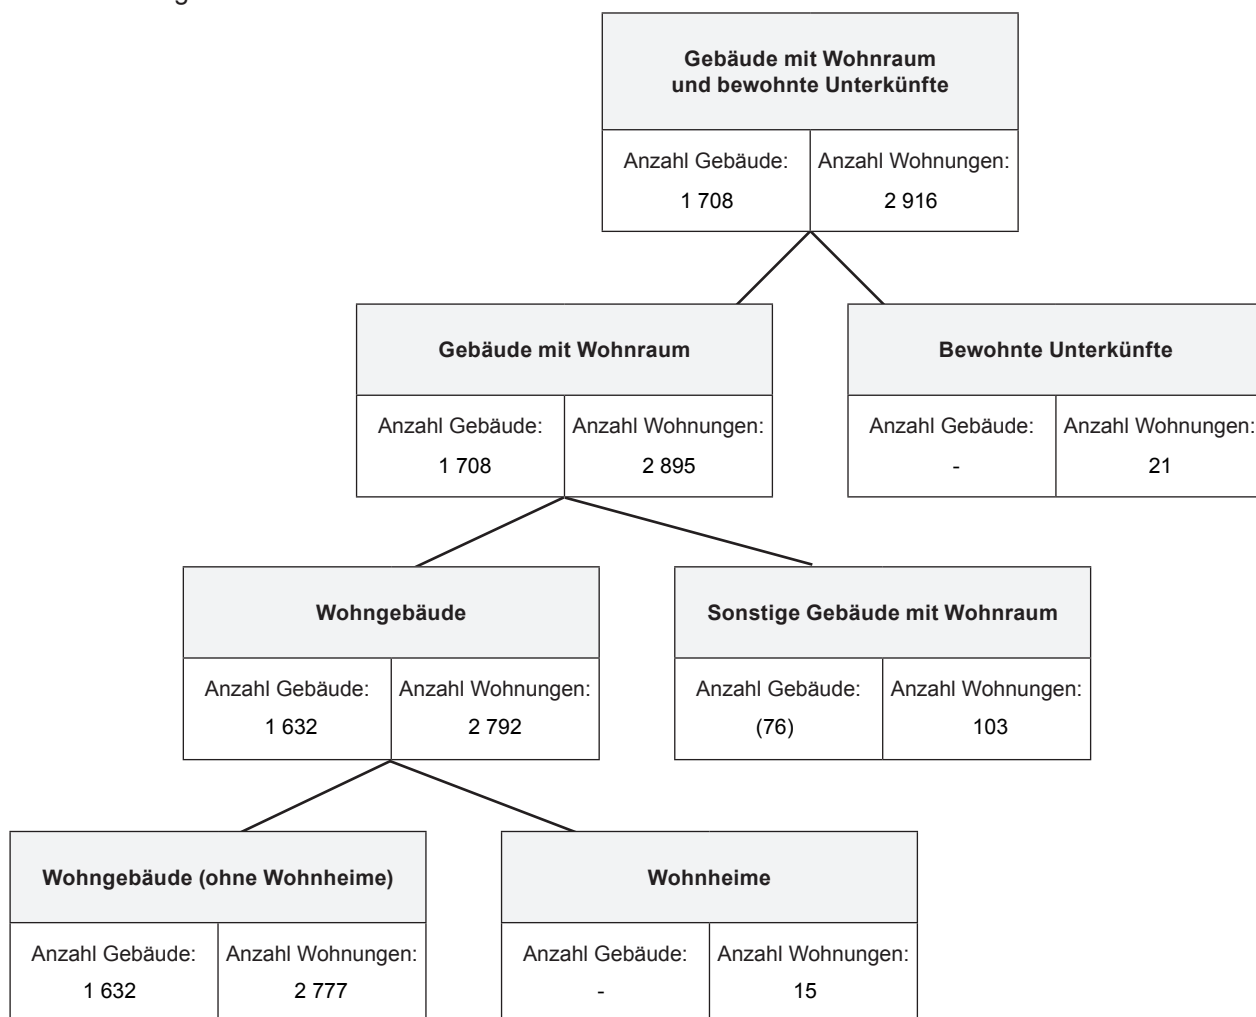 Gebäude mit Wohnraum
und bewohnte Unterkünfte
Anzahl Gebäude: Anzahl Wohnungen:
1 708 2 916
Gebäude mit Wohnraum
Anzahl Gebäude: Anzahl Wohnungen:
1 708 2 895
Bewohnte Unterkünfte
Anzahl Gebäude: Anzahl Wohnungen:
- 21
Wohngebäude
Anzahl Gebäude: Anzahl Wohnungen:
1 632 2 792
Sonstige Gebäude mit Wohnraum
Anzahl Gebäude: Anzahl Wohnungen:
(76) 103
Wohngebäude (ohne Wohnheime)
Anzahl Gebäude: Anzahl Wohnungen:
1 632 2 777
Wohnheime
Anzahl Gebäude: Anzahl Wohnungen:
- 15